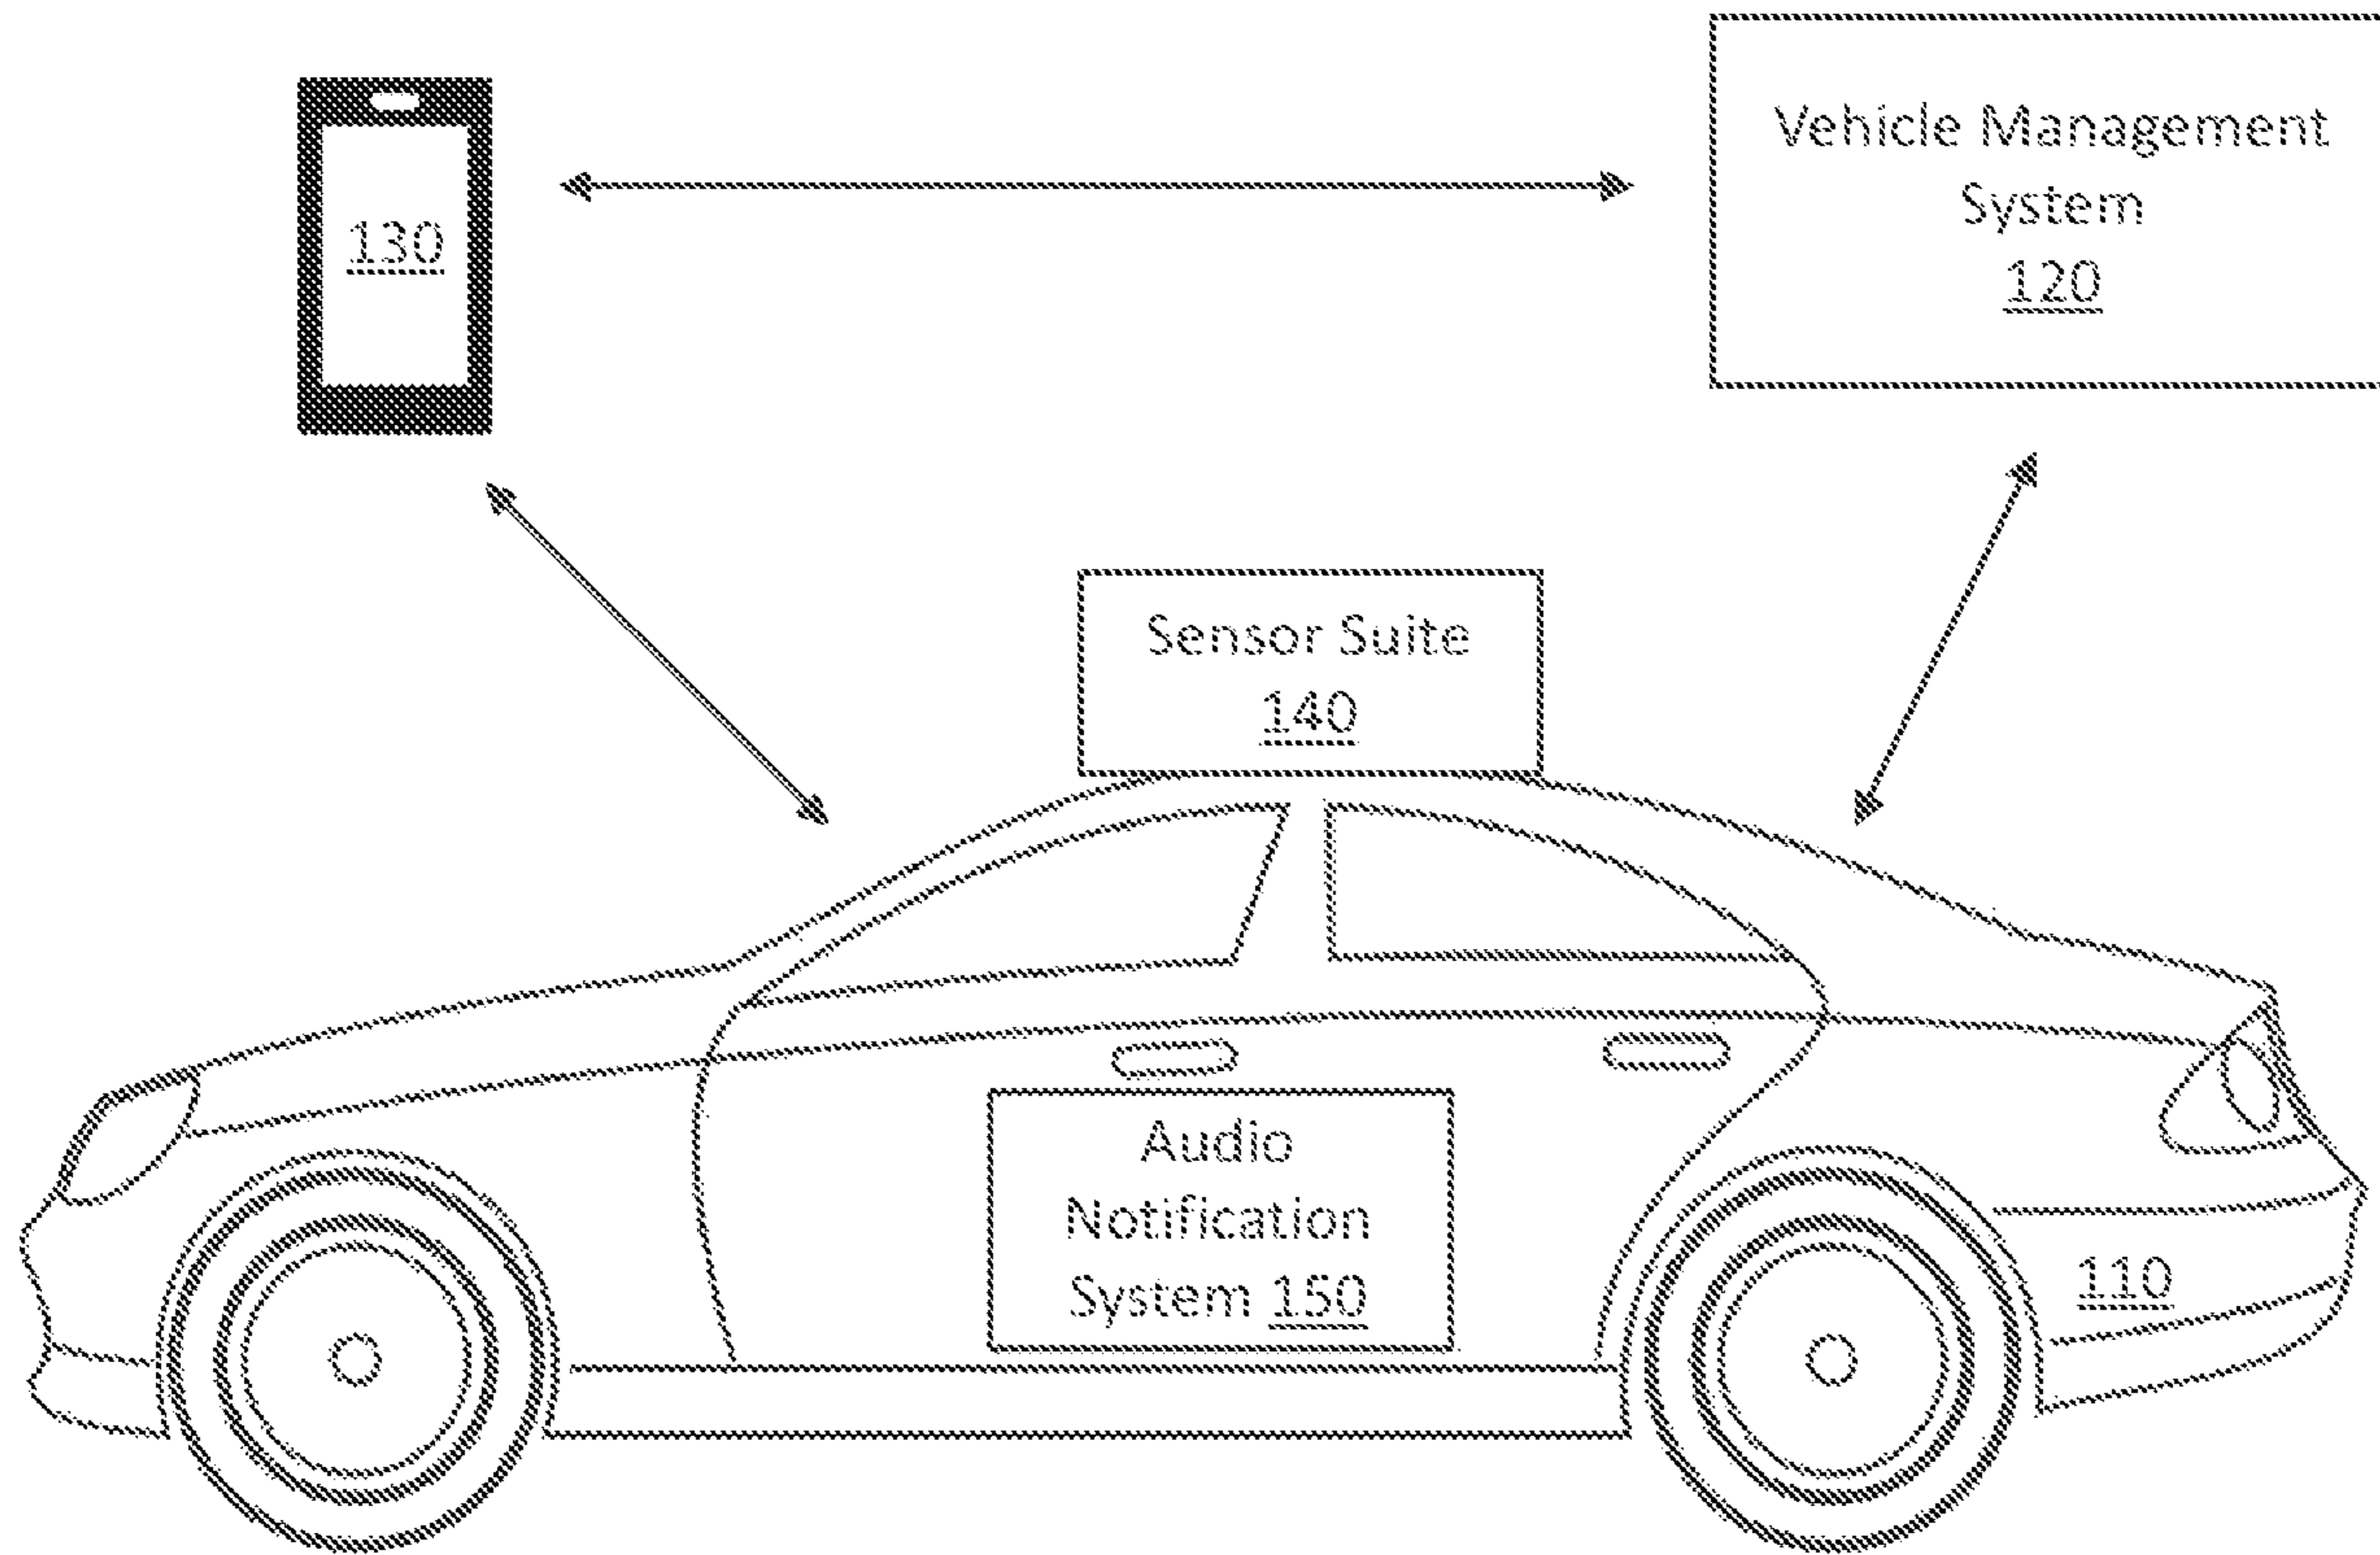 130
Vehicle Management
System
120
Sensor Suite
140
Audio
Notification
System 150
110